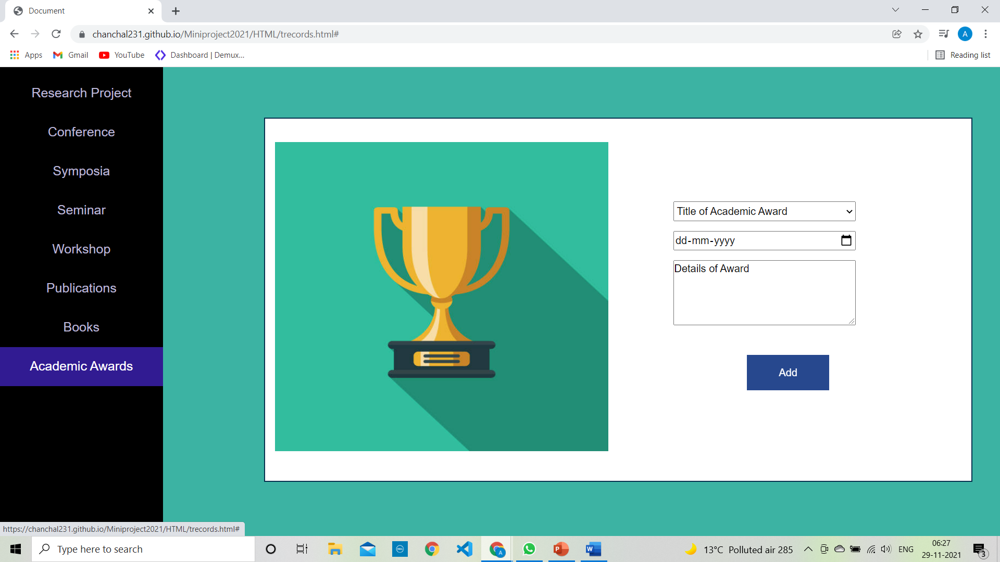 Document
chanchal231.github.io/Miniproject2021/HTML/trecords.html#
A
Apps
Gmail
YouTube
Dashboard | Demux...
Reading list
Research Project
Conference
Symposia
Seminar
Workshop
Publications
Books
Academic Awards
Title of Academic Award
dd-mm-yyyy
Details of Award
Add
https://chanchal231.github.io/Miniproject2021/HTML/trecords.html#
Type here to search
DELL
A
P
W
13°C Polluted air 285
ENG
06:27
29-11-2021
3